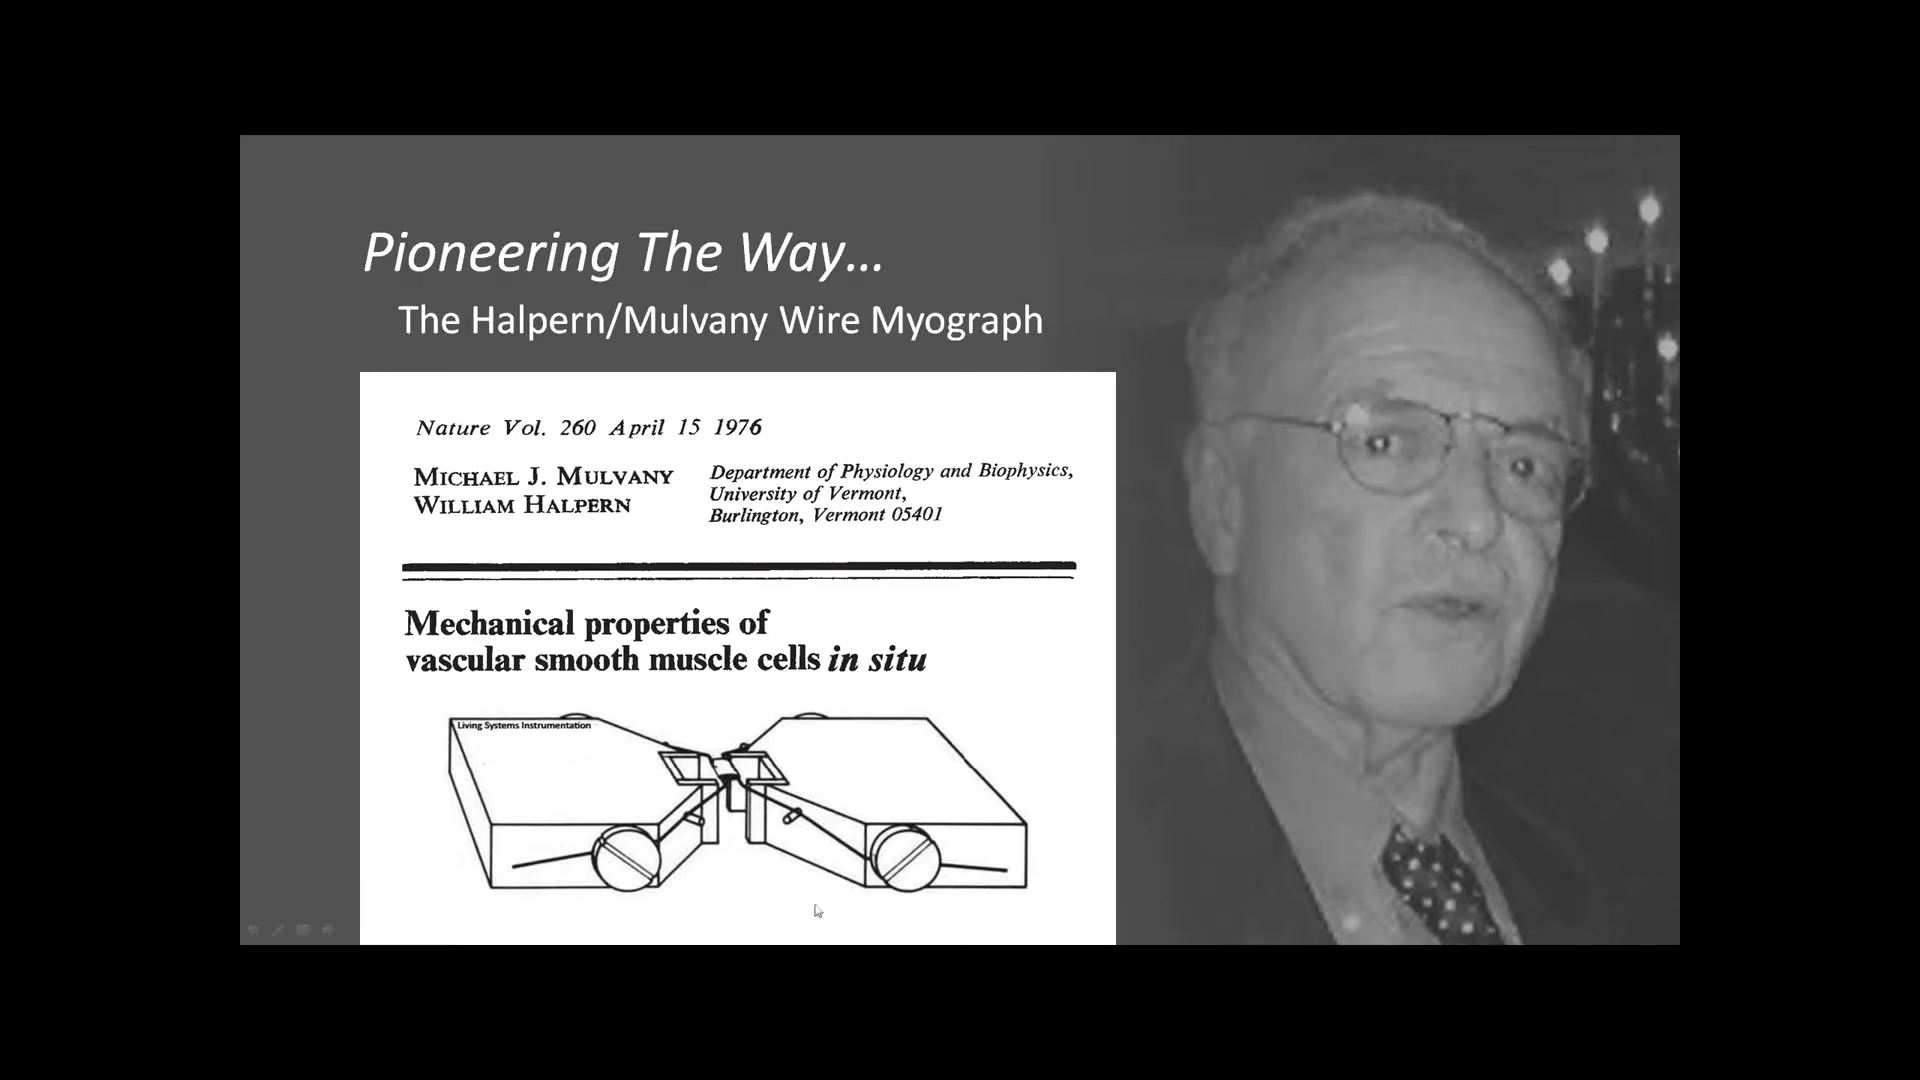 Pioneering The Way...
The Halpern/Mulvany Wire Myograph
Nature Vol. 260 April 15 1976
MICHAEL J. MULVANY
WILLIAM HALPERN
Department of Physiology and Biophysics,
University of Vermont,
Burlington, Vermont 05401
Mechanical properties of
vascular smooth muscle cells in situ
Living Systems Instrumentation